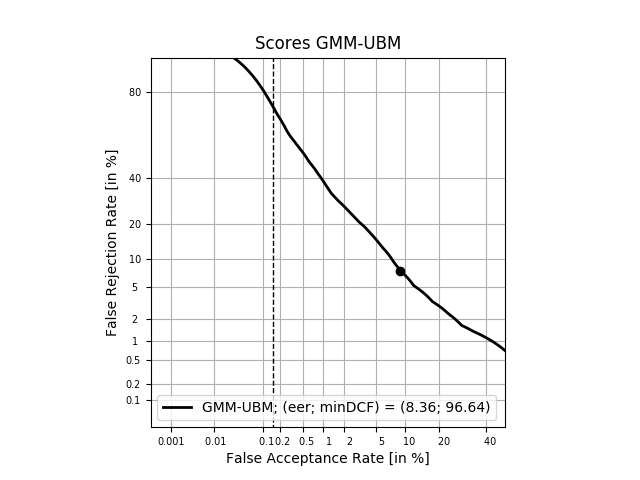 Scores GMM-UBM
False Rejection Rate [in %]
80
40
20
10
5
2
1
0.5
0.2
0.1
GMM-UBM; (eer; minDCF) = (8.36; 96.64)
0.001 0.01 0.1 0.2 0.5 1 2 5 10 20 40
False Acceptance Rate [in %]